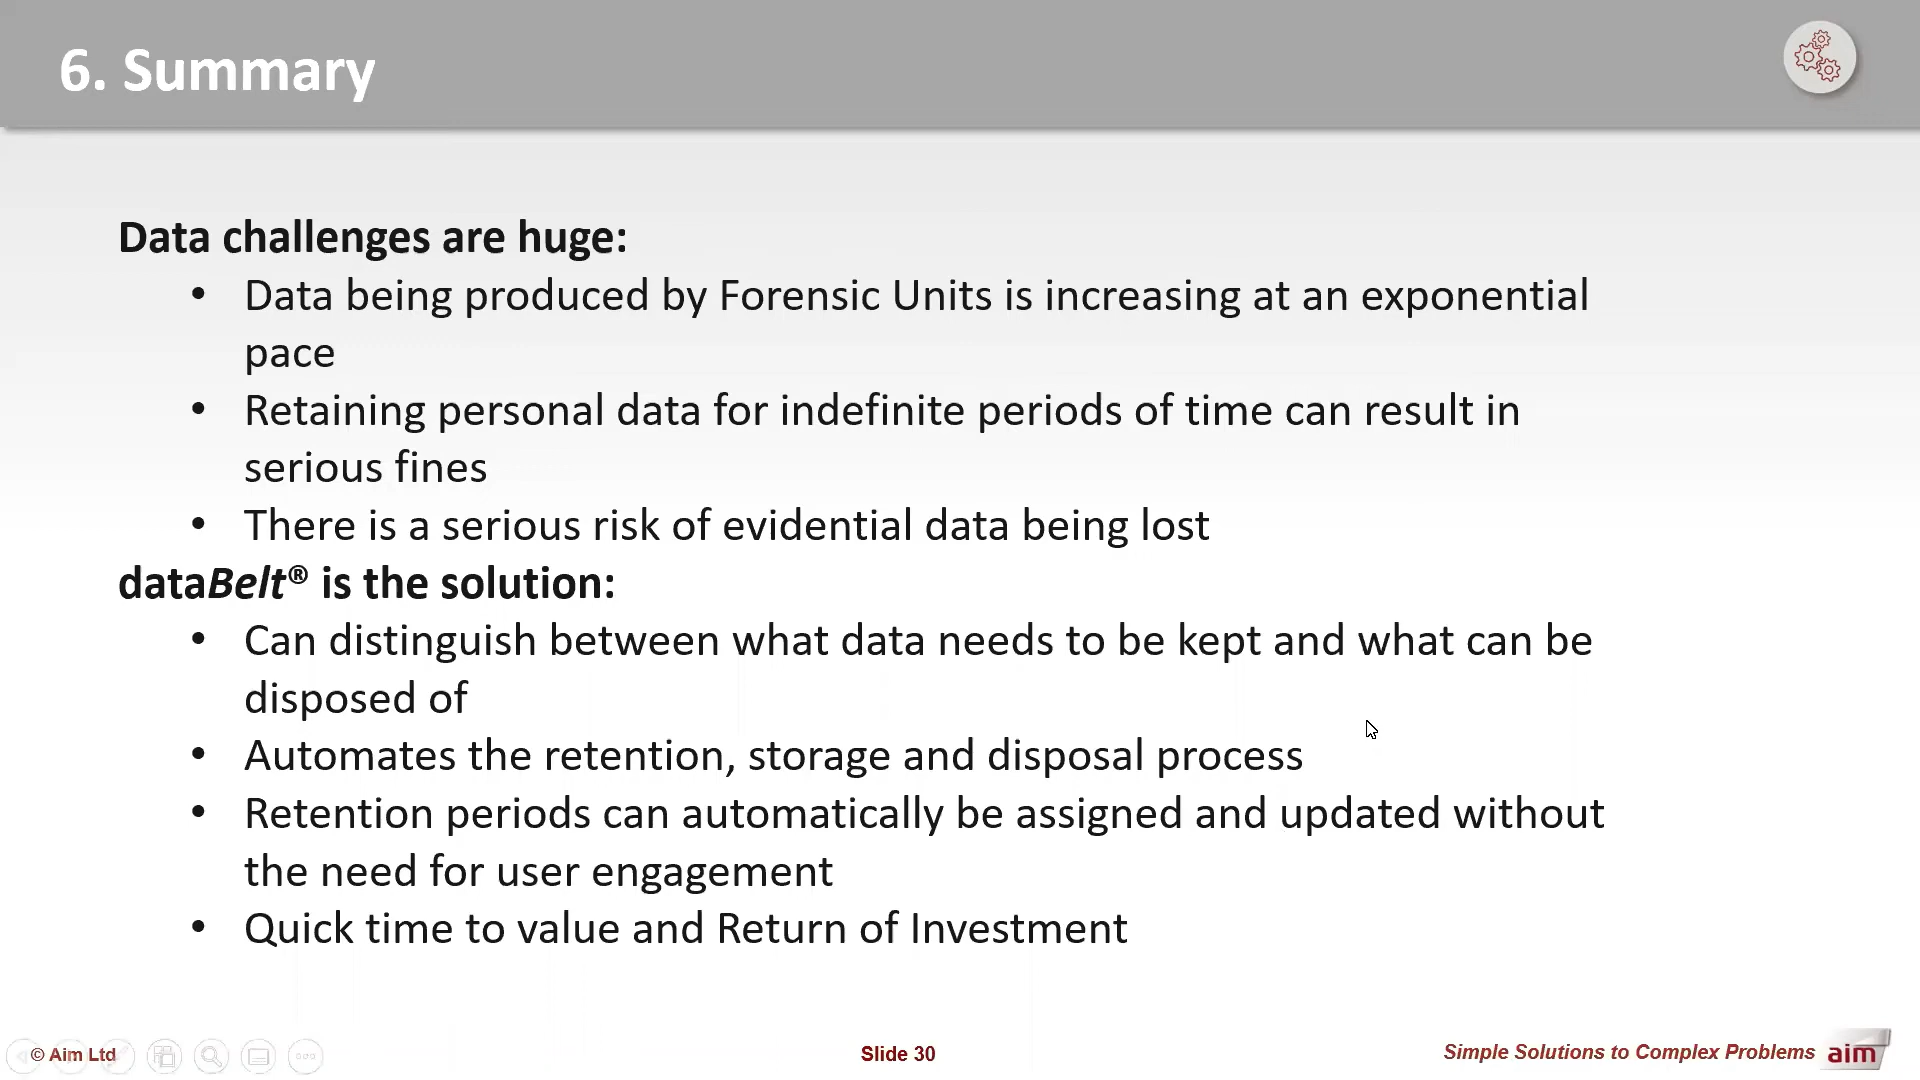 6. Summary
Data challenges are huge:
• Data being produced by Forensic Units is increasing at an exponential
pace
• Retaining personal data for indefinite periods of time can result in
serious fines
• There is a serious risk of evidential data being lost
dataBelt® is the solution:
• Can distinguish between what data needs to be kept and what can be
disposed of
• Automates the retention, storage and disposal process
• Retention periods can automatically be assigned and updated without
the need for user engagement
• Quick time to value and Return of Investment
© Aim Ltd
Slide 30
Simple Solutions to Complex Problems
aim